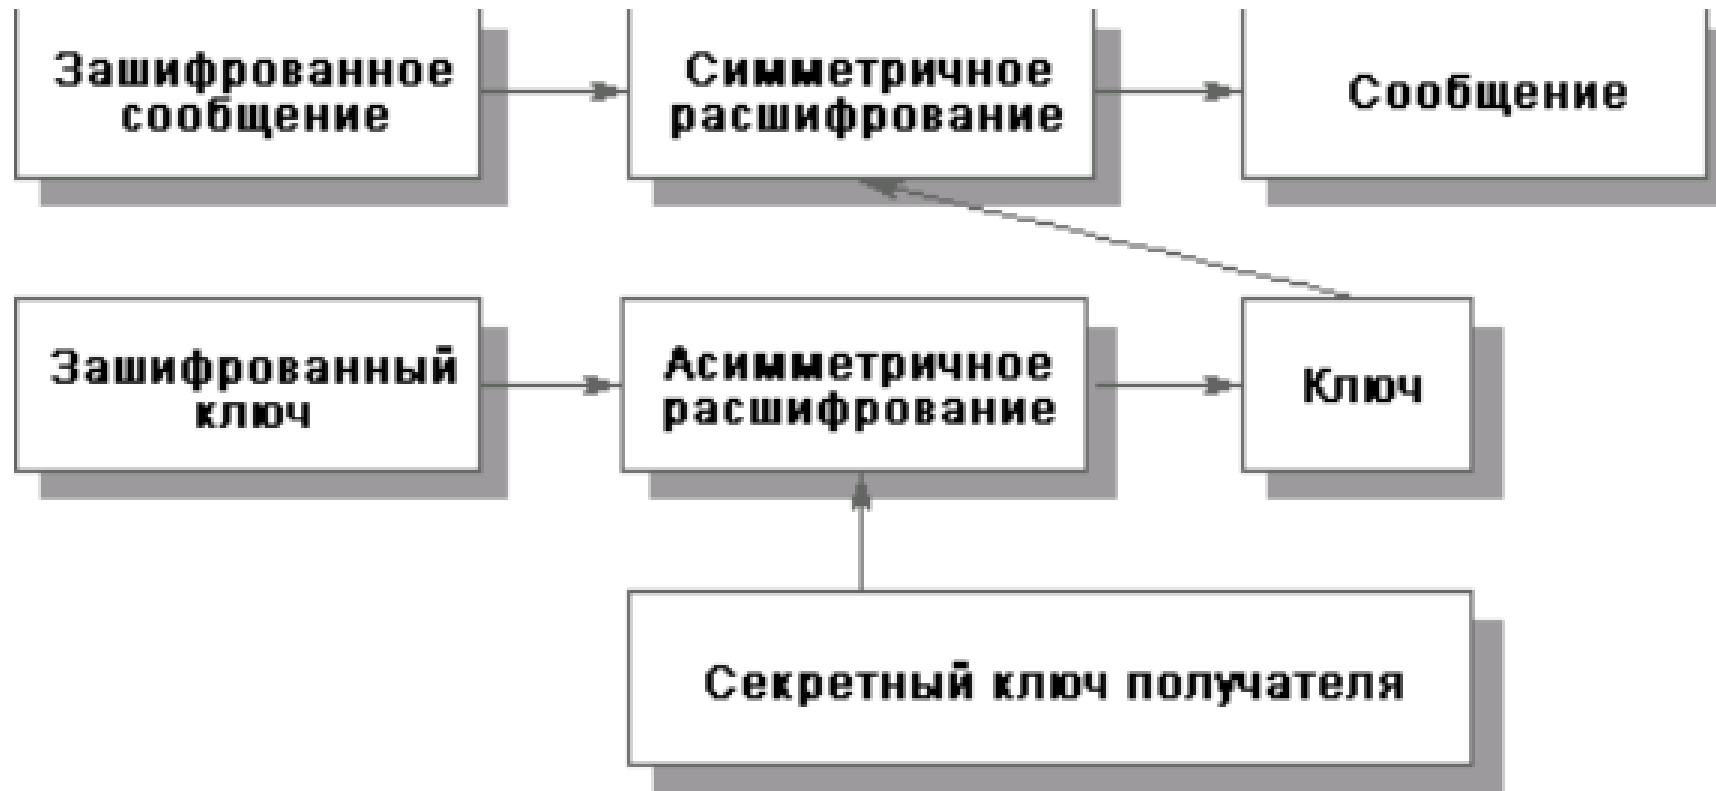 Зашифрованное
сообщение
Симметричное
расшифрование
Сообщение
Зашифрованный
ключ
Асимметричное
расшифрование
Ключ
Секретный ключ получателя